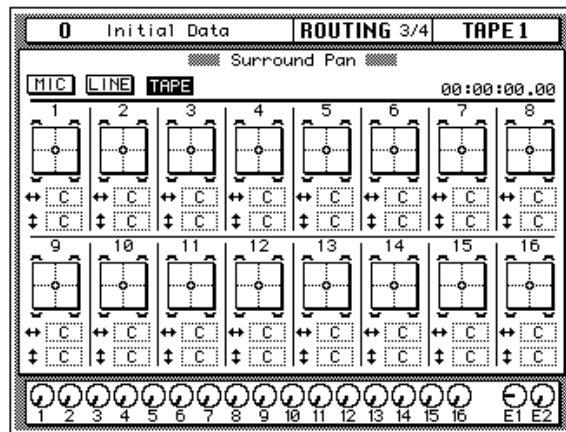 0 Initial Data ROUTING 3/4 TAPE 1
Surround Pan
MIC LINE TAPE 00:00:00.00
1 2 3 4 5 6 7 8
↔ C ↔ C ↔ C ↔ C ↔ C ↔ C ↔ C ↔ C
↕ C ↕ C ↕ C ↕ C ↕ C ↕ C ↕ C ↕ C
9 10 11 12 13 14 15 16
↔ C ↔ C ↔ C ↔ C ↔ C ↔ C ↔ C ↔ C
↕ C ↕ C ↕ C ↕ C ↕ C ↕ C ↕ C ↕ C
1 2 3 4 5 6 7 8 9 10 11 12 13 14 15 16 E1 E2